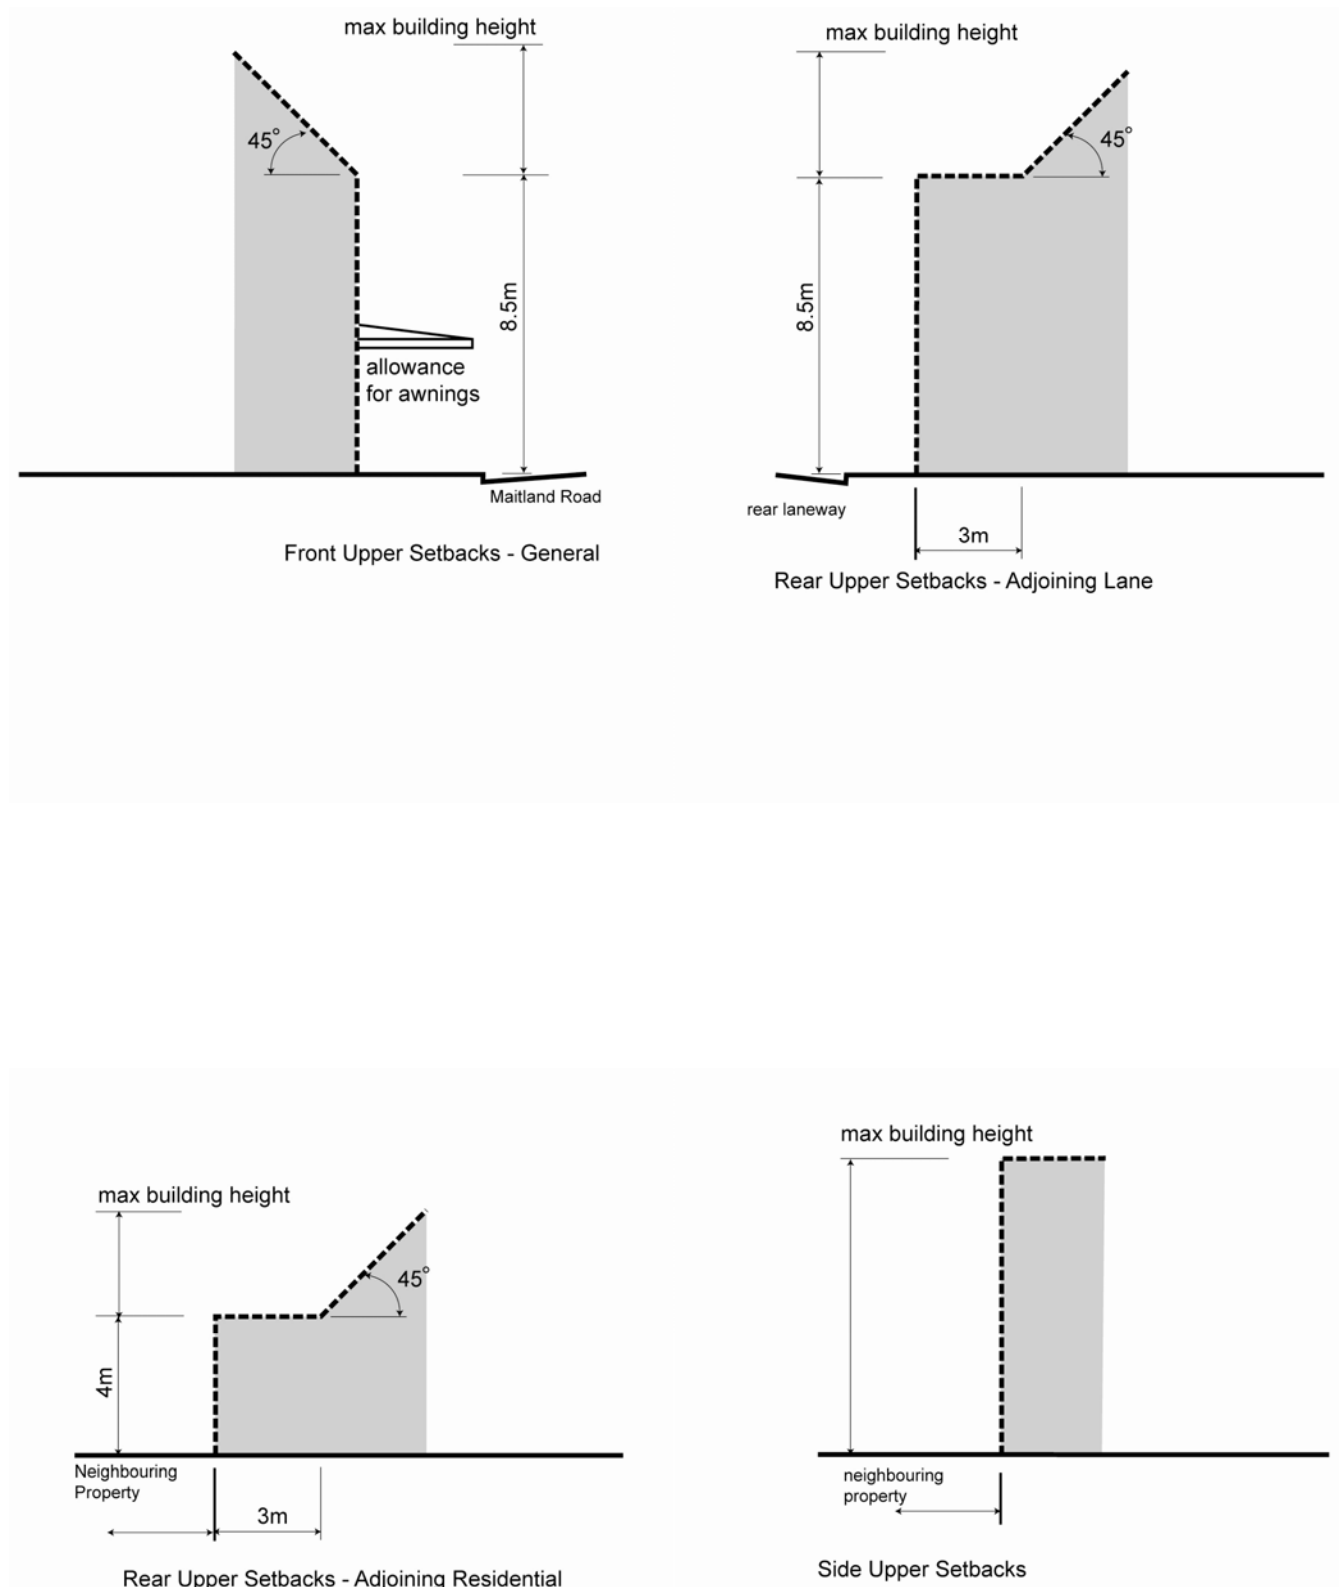 max building height
45°
8.5m
allowance
for awnings
Maitland Road
Front Upper Setbacks - General
max building height
45°
8.5m
rear laneway
3m
Rear Upper Setbacks - Adjoining Lane
max building height
45°
4m
Neighbouring
Property
3m
Rear Upper Setbacks - Adjoining Residential
max building height
neighbouring
property
Side Upper Setbacks